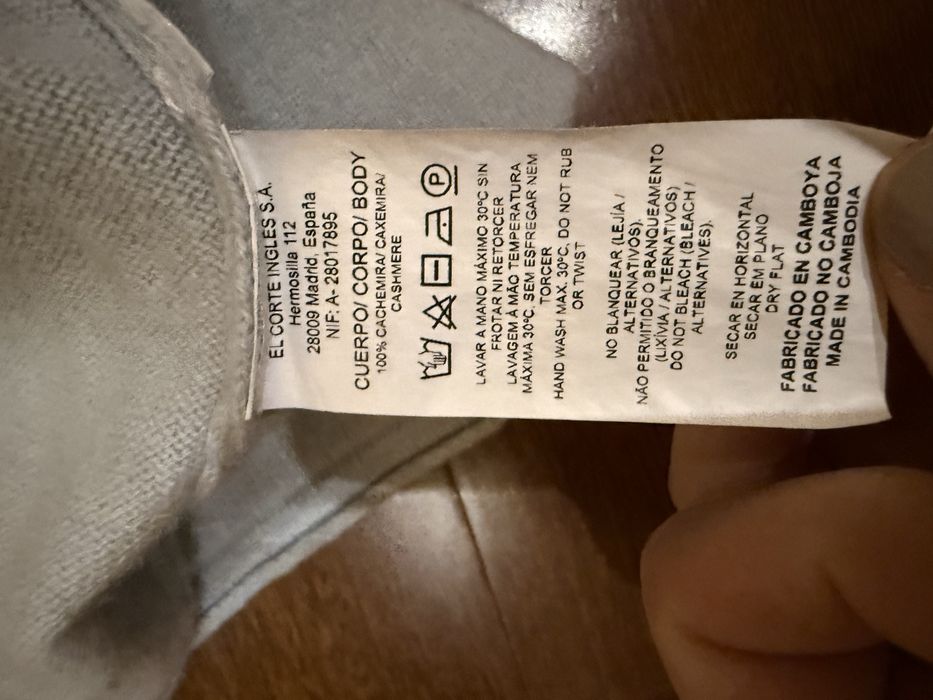 EL CORTE INGLES S.A.
Hermosilla 112
28009 Madrid. España
NIF: A- 28017895
CUERPO/ CORPO/ BODY
100% CACHEMIRA/ CAXEMIRA/
CASHMERE
P
LAVAR A MANO MÁXIMO 30ºC SIN
FROTAR NI RETORCER
LAVAGEM À MÃO TEMPERATURA
MÁXIMA 30ºC, SEM ESFREGAR NEM
TORCER
HAND WASH MAX. 30ºC, DO NOT RUB
OR TWIST
NO BLANQUEAR (LEJÍA /
ALTERNATIVOS).
NÃO PERMITIDO O BRANQUEAMENTO
(LIXÍVIA / ALTERNATIVOS)
DO NOT BLEACH (BLEACH /
ALTERNATIVES).
SECAR EN HORIZONTAL
SECAR EM PLANO
DRY FLAT
FABRICADO EN CAMBOYA
FABRICADO NO CAMBOJA
MADE IN CAMBODIA